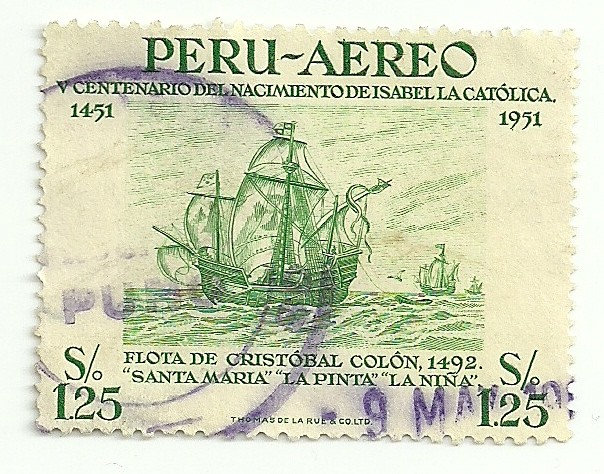 PERU-AEREO
V CENTENARIO DEL NACIMIENTO DE ISABEL LA CATÓLICA.
1451 1951
FLOTA DE CRISTÓBAL COLÓN, 1492.
"SANTA MARIA" "LA PINTA" "LA NIÑA",
S/o 1.25
S/o 1.25
THOMAS DE LA RUE & CO. LTD.
9 MAY